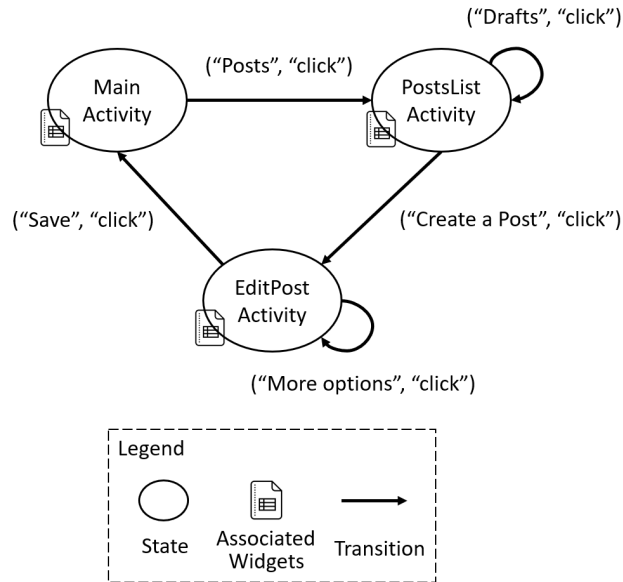 (“Drafts”, “click”)
(“Posts”, “click”)
Main
Activity
PostsList
Activity
(“Save”, “click”)
(“Create a Post”, “click”)
EditPost
Activity
(“More options”, “click”)
Legend
State
Associated
Widgets
Transition